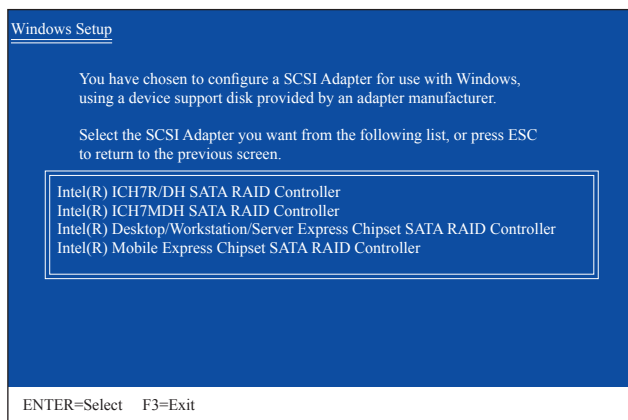 Windows Setup
You have chosen to configure a SCSI Adapter for use with Windows,
using a device support disk provided by an adapter manufacturer.
Select the SCSI Adapter you want from the following list, or press ESC
to return to the previous screen.
Intel(R) ICH7R/DH SATA RAID Controller
Intel(R) ICH7MDH SATA RAID Controller
Intel(R) Desktop/Workstation/Server Express Chipset SATA RAID Controller
Intel(R) Mobile Express Chipset SATA RAID Controller
ENTER=Select F3=Exit